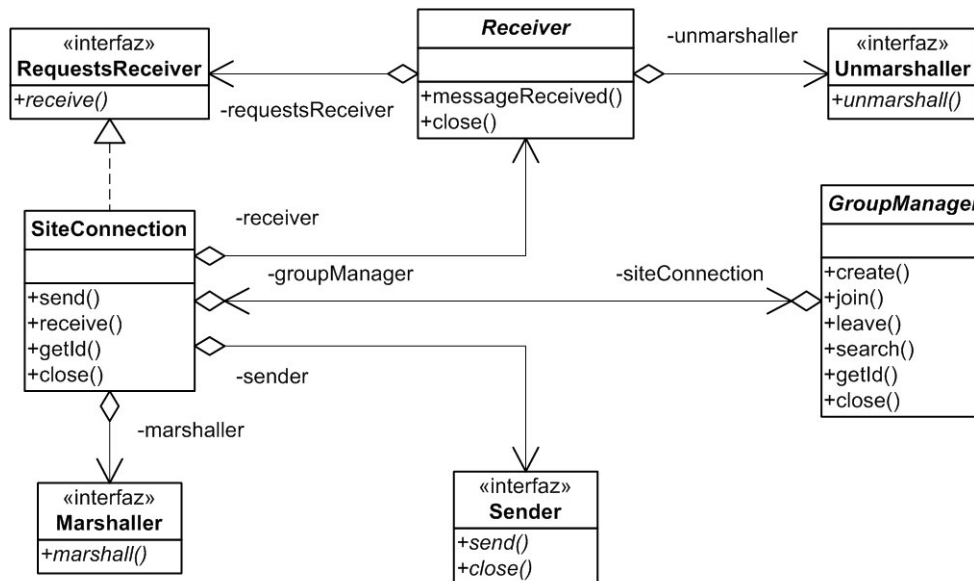 «interfaz»
RequestsReceiver
+receive()
-requestsReceiver
Receiver
+messageReceived()
+close()
-unmarshaller
«interfaz»
Unmarshaller
+unmarshall()
SiteConnection
+send()
+receive()
+getId()
+close()
-receiver
-groupManager
-siteConnection
-sender
-marshaller
GroupManager
+create()
+join()
+leave()
+search()
+getId()
+close()
«interfaz»
Marshaller
+marshall()
«interfaz»
Sender
+send()
+close()